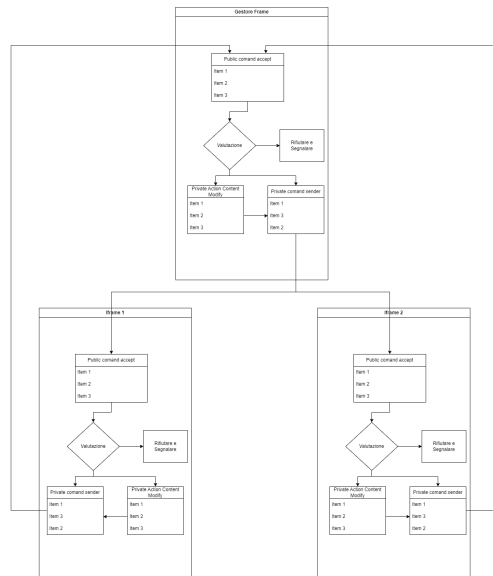 Gestore Frame
Public comand accept
Item 1
Item 2
Item 3
Valutazione
Rifiutare e
Segnalare
Private Action Content
Modify
Item 1
Item 2
Item 3
Private comand sender
Item 1
Item 3
Item 2
Iframe 1
Public comand accept
Item 1
Item 2
Item 3
Valutazione
Rifiutare e
Segnalare
Private comand sender
Item 1
Item 3
Item 2
Private Action Content
Modify
Item 1
Item 2
Item 3
Iframe 2
Public comand accept
Item 1
Item 2
Item 3
Valutazione
Rifiutare e
Segnalare
Private Action Content
Modify
Item 1
Item 2
Item 3
Private comand sender
Item 1
Item 3
Item 2